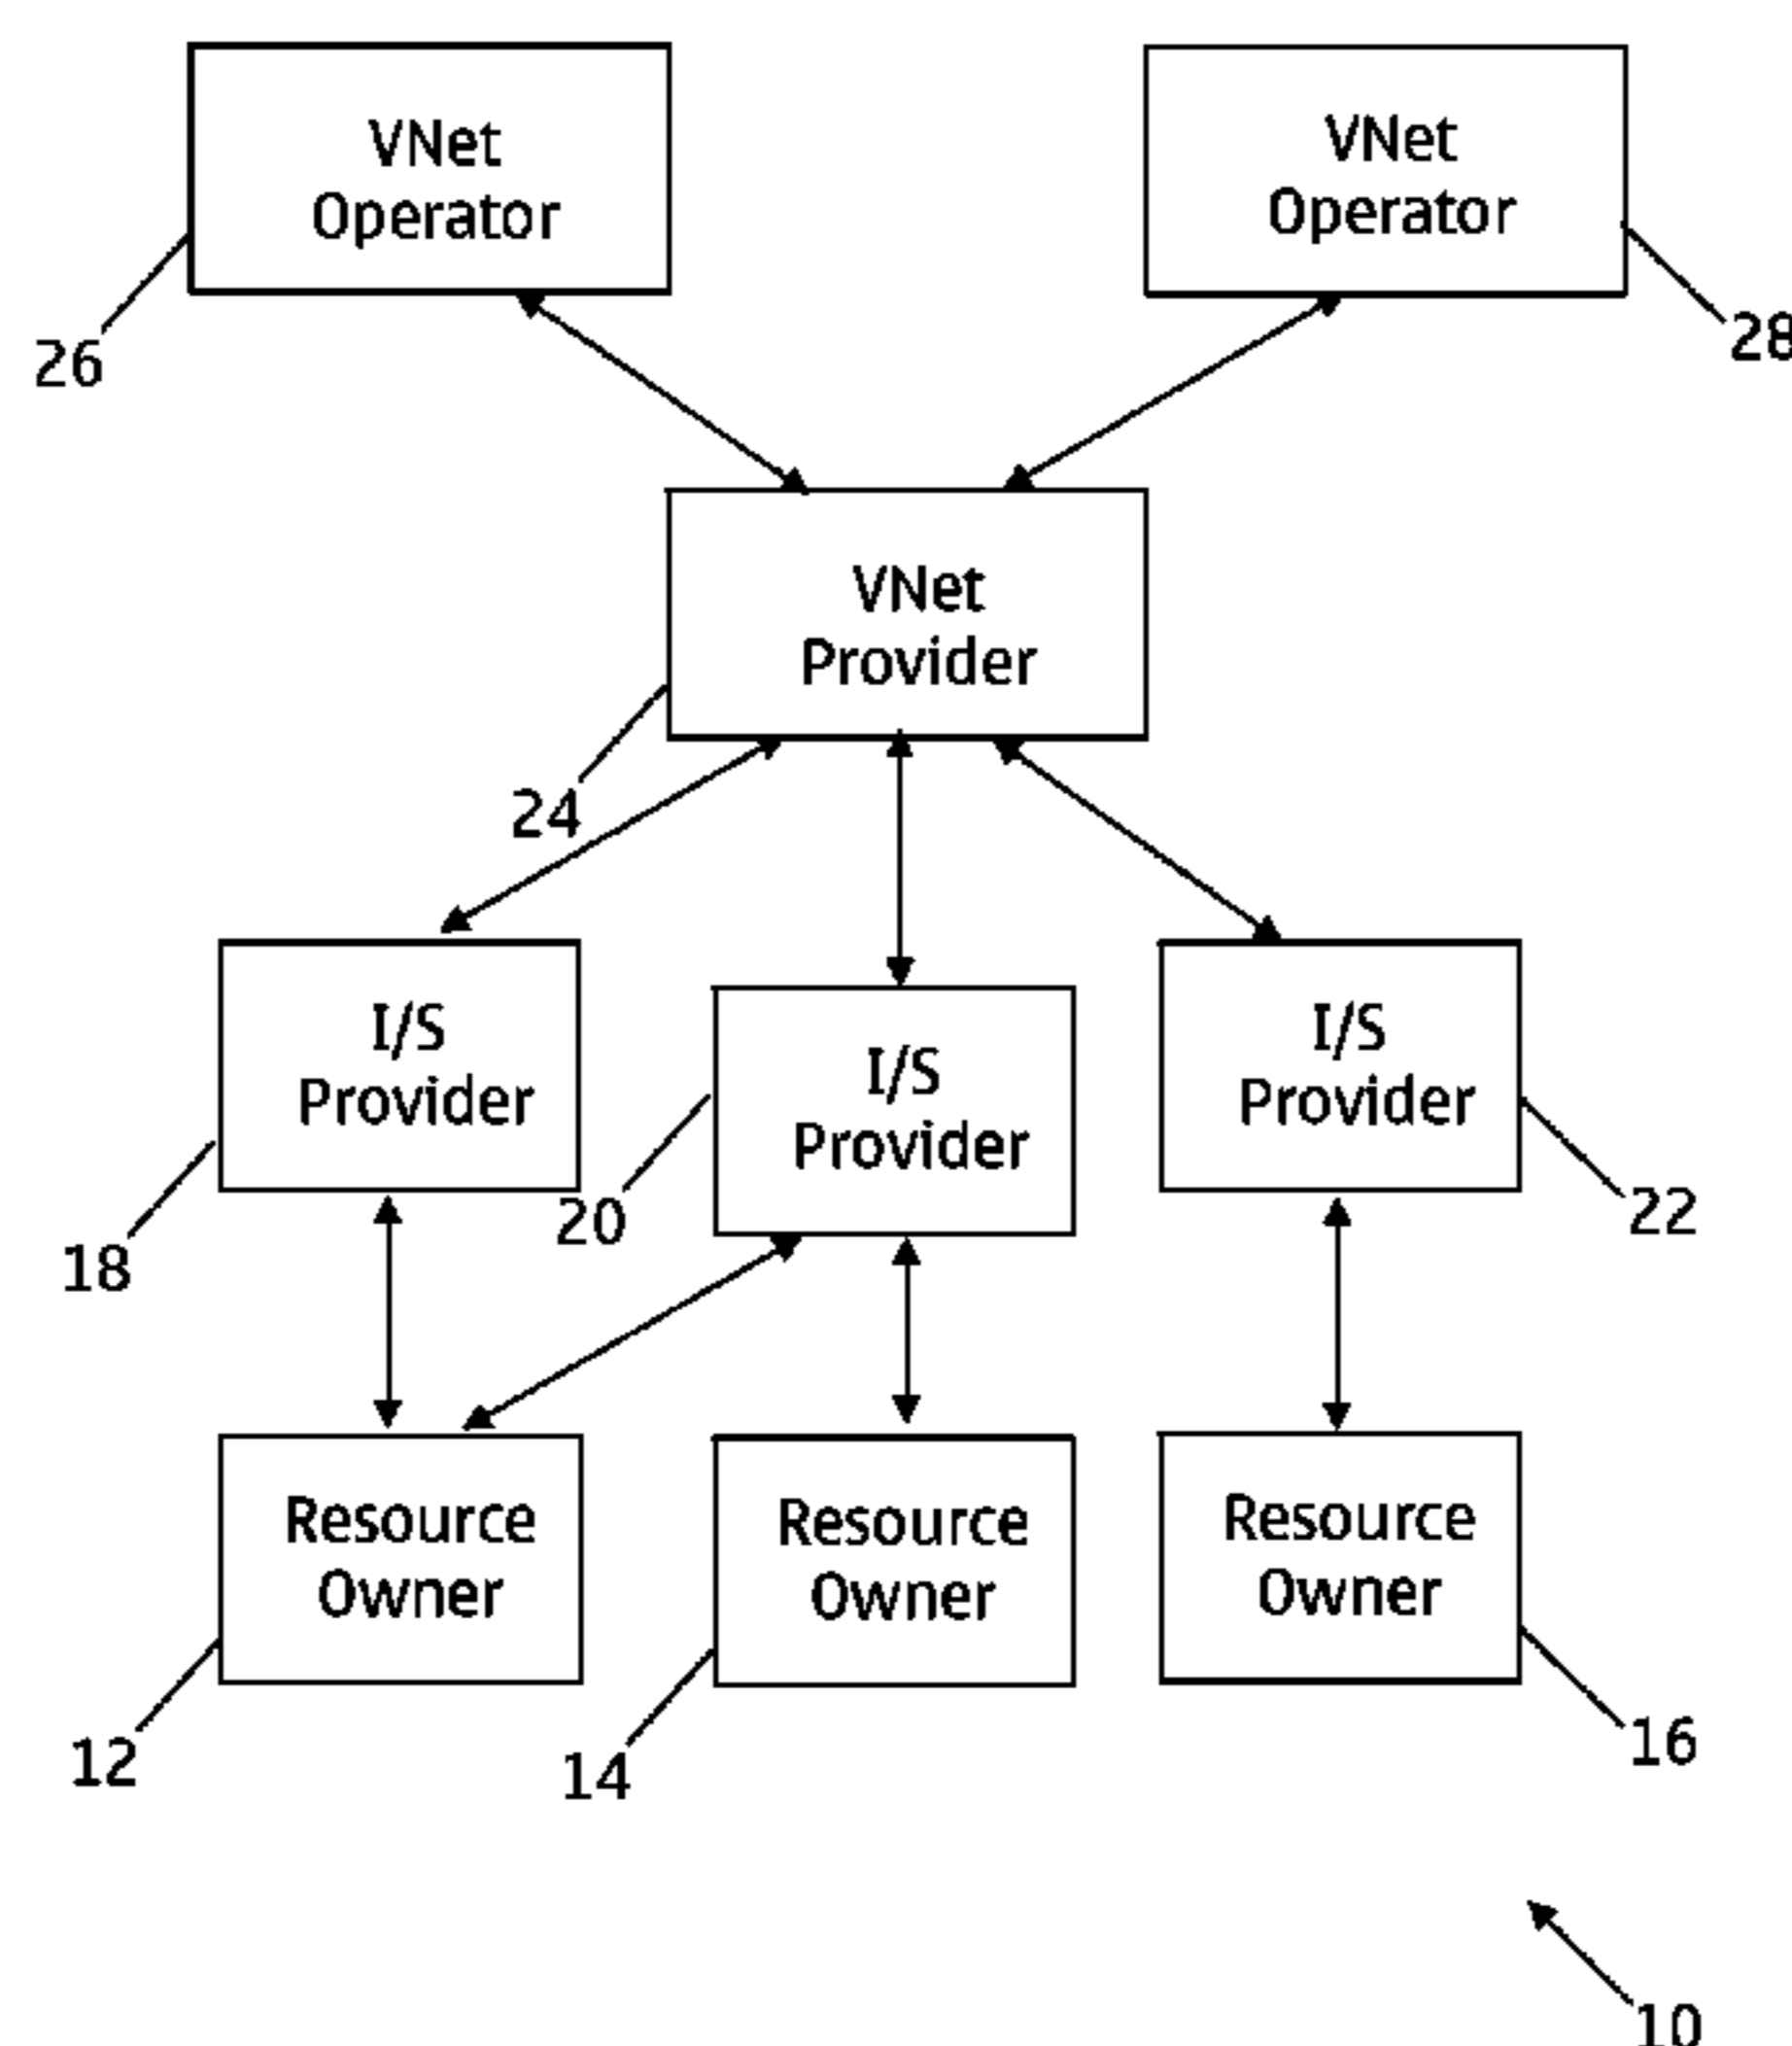 VNet
Operator
VNet
Operator
26
28
VNet
Provider
24
I/S
Provider
I/S
Provider
I/S
Provider
18
20
22
Resource
Owner
Resource
Owner
Resource
Owner
12
14
16
10